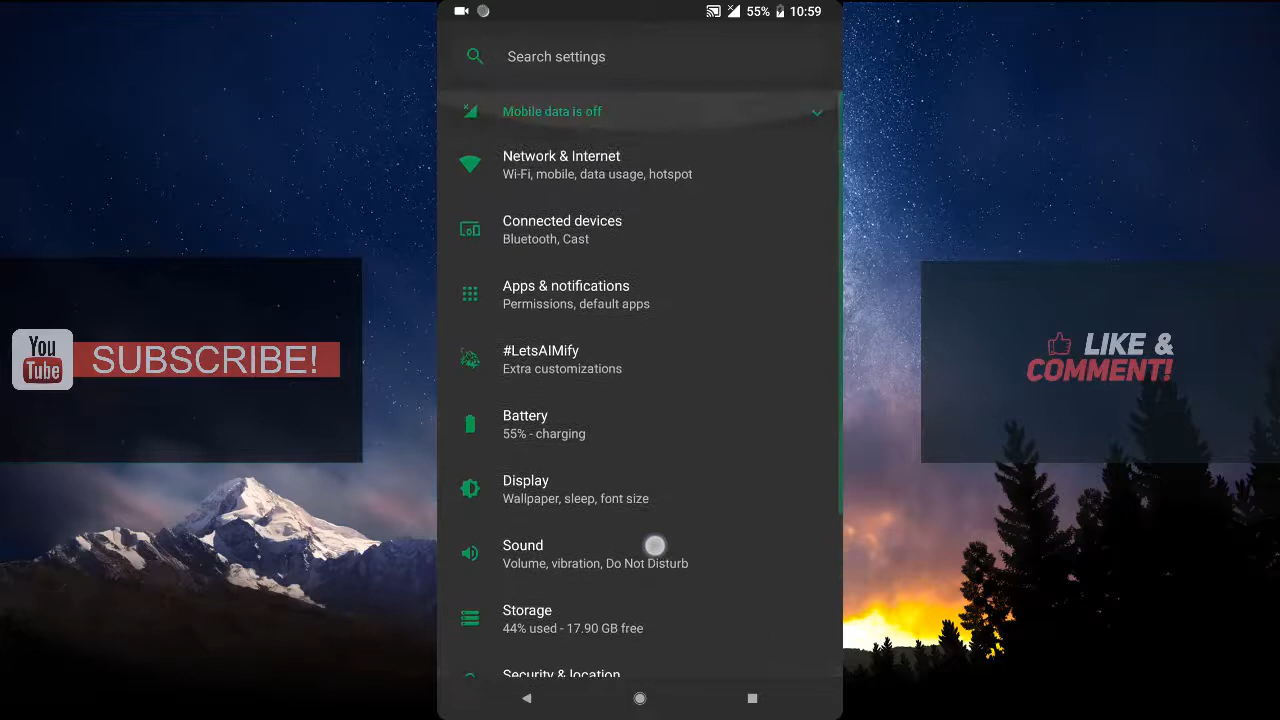 55% 10:59
Search settings
Mobile data is off
Network & Internet
Wi-Fi, mobile, data usage, hotspot
Connected devices
Bluetooth, Cast
Apps & notifications
Permissions, default apps
#LetsAIMify
Extra customizations
Battery
55% - charging
Display
Wallpaper, sleep, font size
Sound
Volume, vibration, Do Not Disturb
Storage
44% used - 17.90 GB free
Security & location
You
Tube
SUBSCRIBE!
LIKE &
COMMENT!